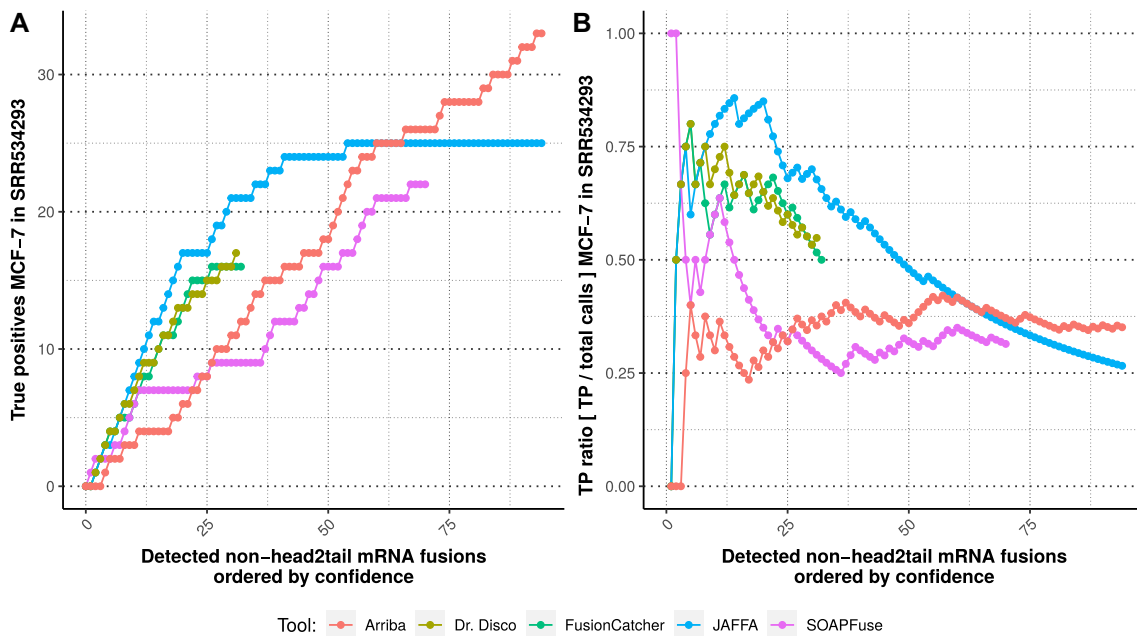 A
B
True positives MCF−7 in SRR534293
30
20
10
0
0
25
50
75
Detected non−head2tail mRNA fusions
ordered by confidence
TP ratio [ TP / total calls ] MCF−7 in SRR534293
1.00
0.75
0.50
0.25
0.00
0
25
50
75
Detected non−head2tail mRNA fusions
ordered by confidence
Tool: Arriba Dr. Disco FusionCatcher JAFFA SOAPFuse